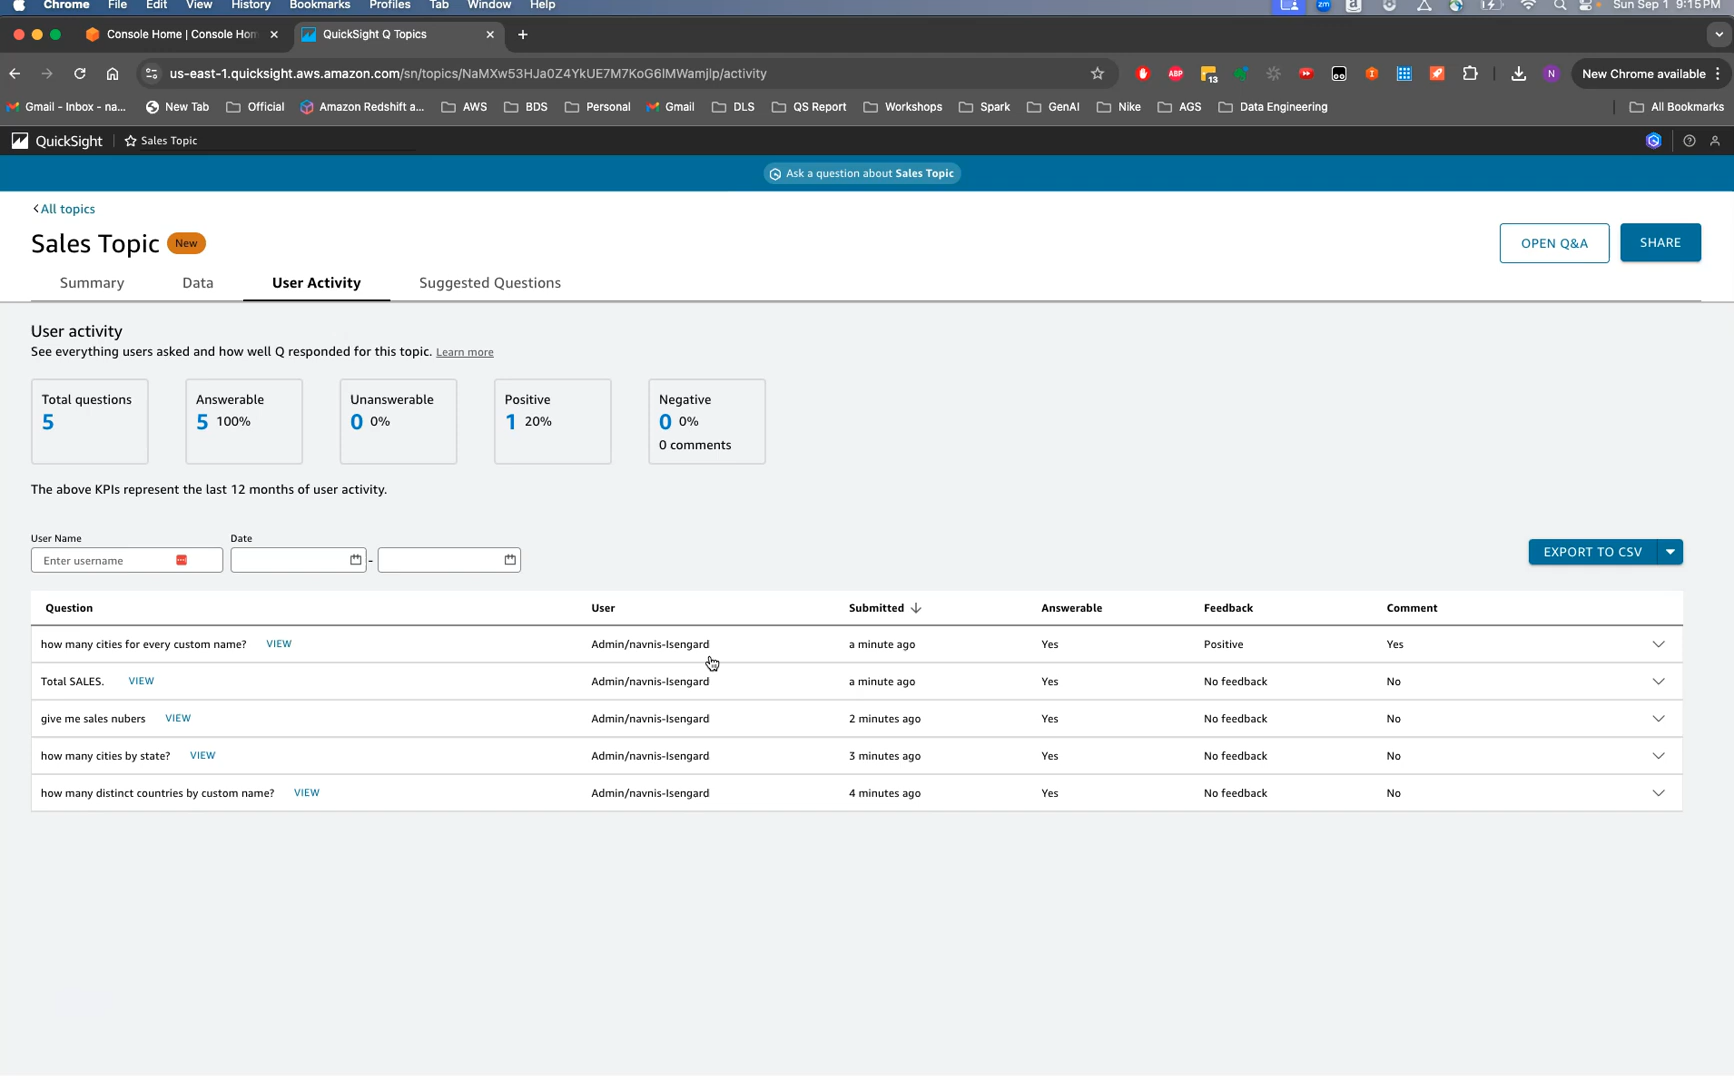 Chrome File Edit View History Bookmarks Profiles Tab Window Help zm a Sun Sep 1 9:15 PM
Console Home | Console Hom QuickSight Q Topics
us-east-1.quicksight.aws.amazon.com/sn/topics/NaMXw53HJa0Z4YkUE7M7KoG6lMWamjlp/activity ABP 13 N New Chrome available
Gmail - Inbox - na... New Tab Official Amazon Redshift a... AWS BDS Personal Gmail DLS QS Report Workshops Spark GenAI Nike AGS Data Engineering All Bookmarks
QuickSight Sales Topic
Ask a question about Sales Topic
All topics
Sales Topic New OPEN Q&A SHARE
Summary Data User Activity Suggested Questions
User activity
See everything users asked and how well Q responded for this topic. Learn more
Total questions Answerable Unanswerable Positive Negative
5 5 100% 0 0% 1 20% 0 0%
0 comments
The above KPIs represent the last 12 months of user activity.
User Name Date
Enter username - EXPORT TO CSV
Question User Submitted Answerable Feedback Comment
how many cities for every custom name? VIEW Admin/navnis-Isengard a minute ago Yes Positive Yes
Total SALES. VIEW Admin/navnis-Isengard a minute ago Yes No feedback No
give me sales nubers VIEW Admin/navnis-Isengard 2 minutes ago Yes No feedback No
how many cities by state? VIEW Admin/navnis-Isengard 3 minutes ago Yes No feedback No
how many distinct countries by custom name? VIEW Admin/navnis-Isengard 4 minutes ago Yes No feedback No